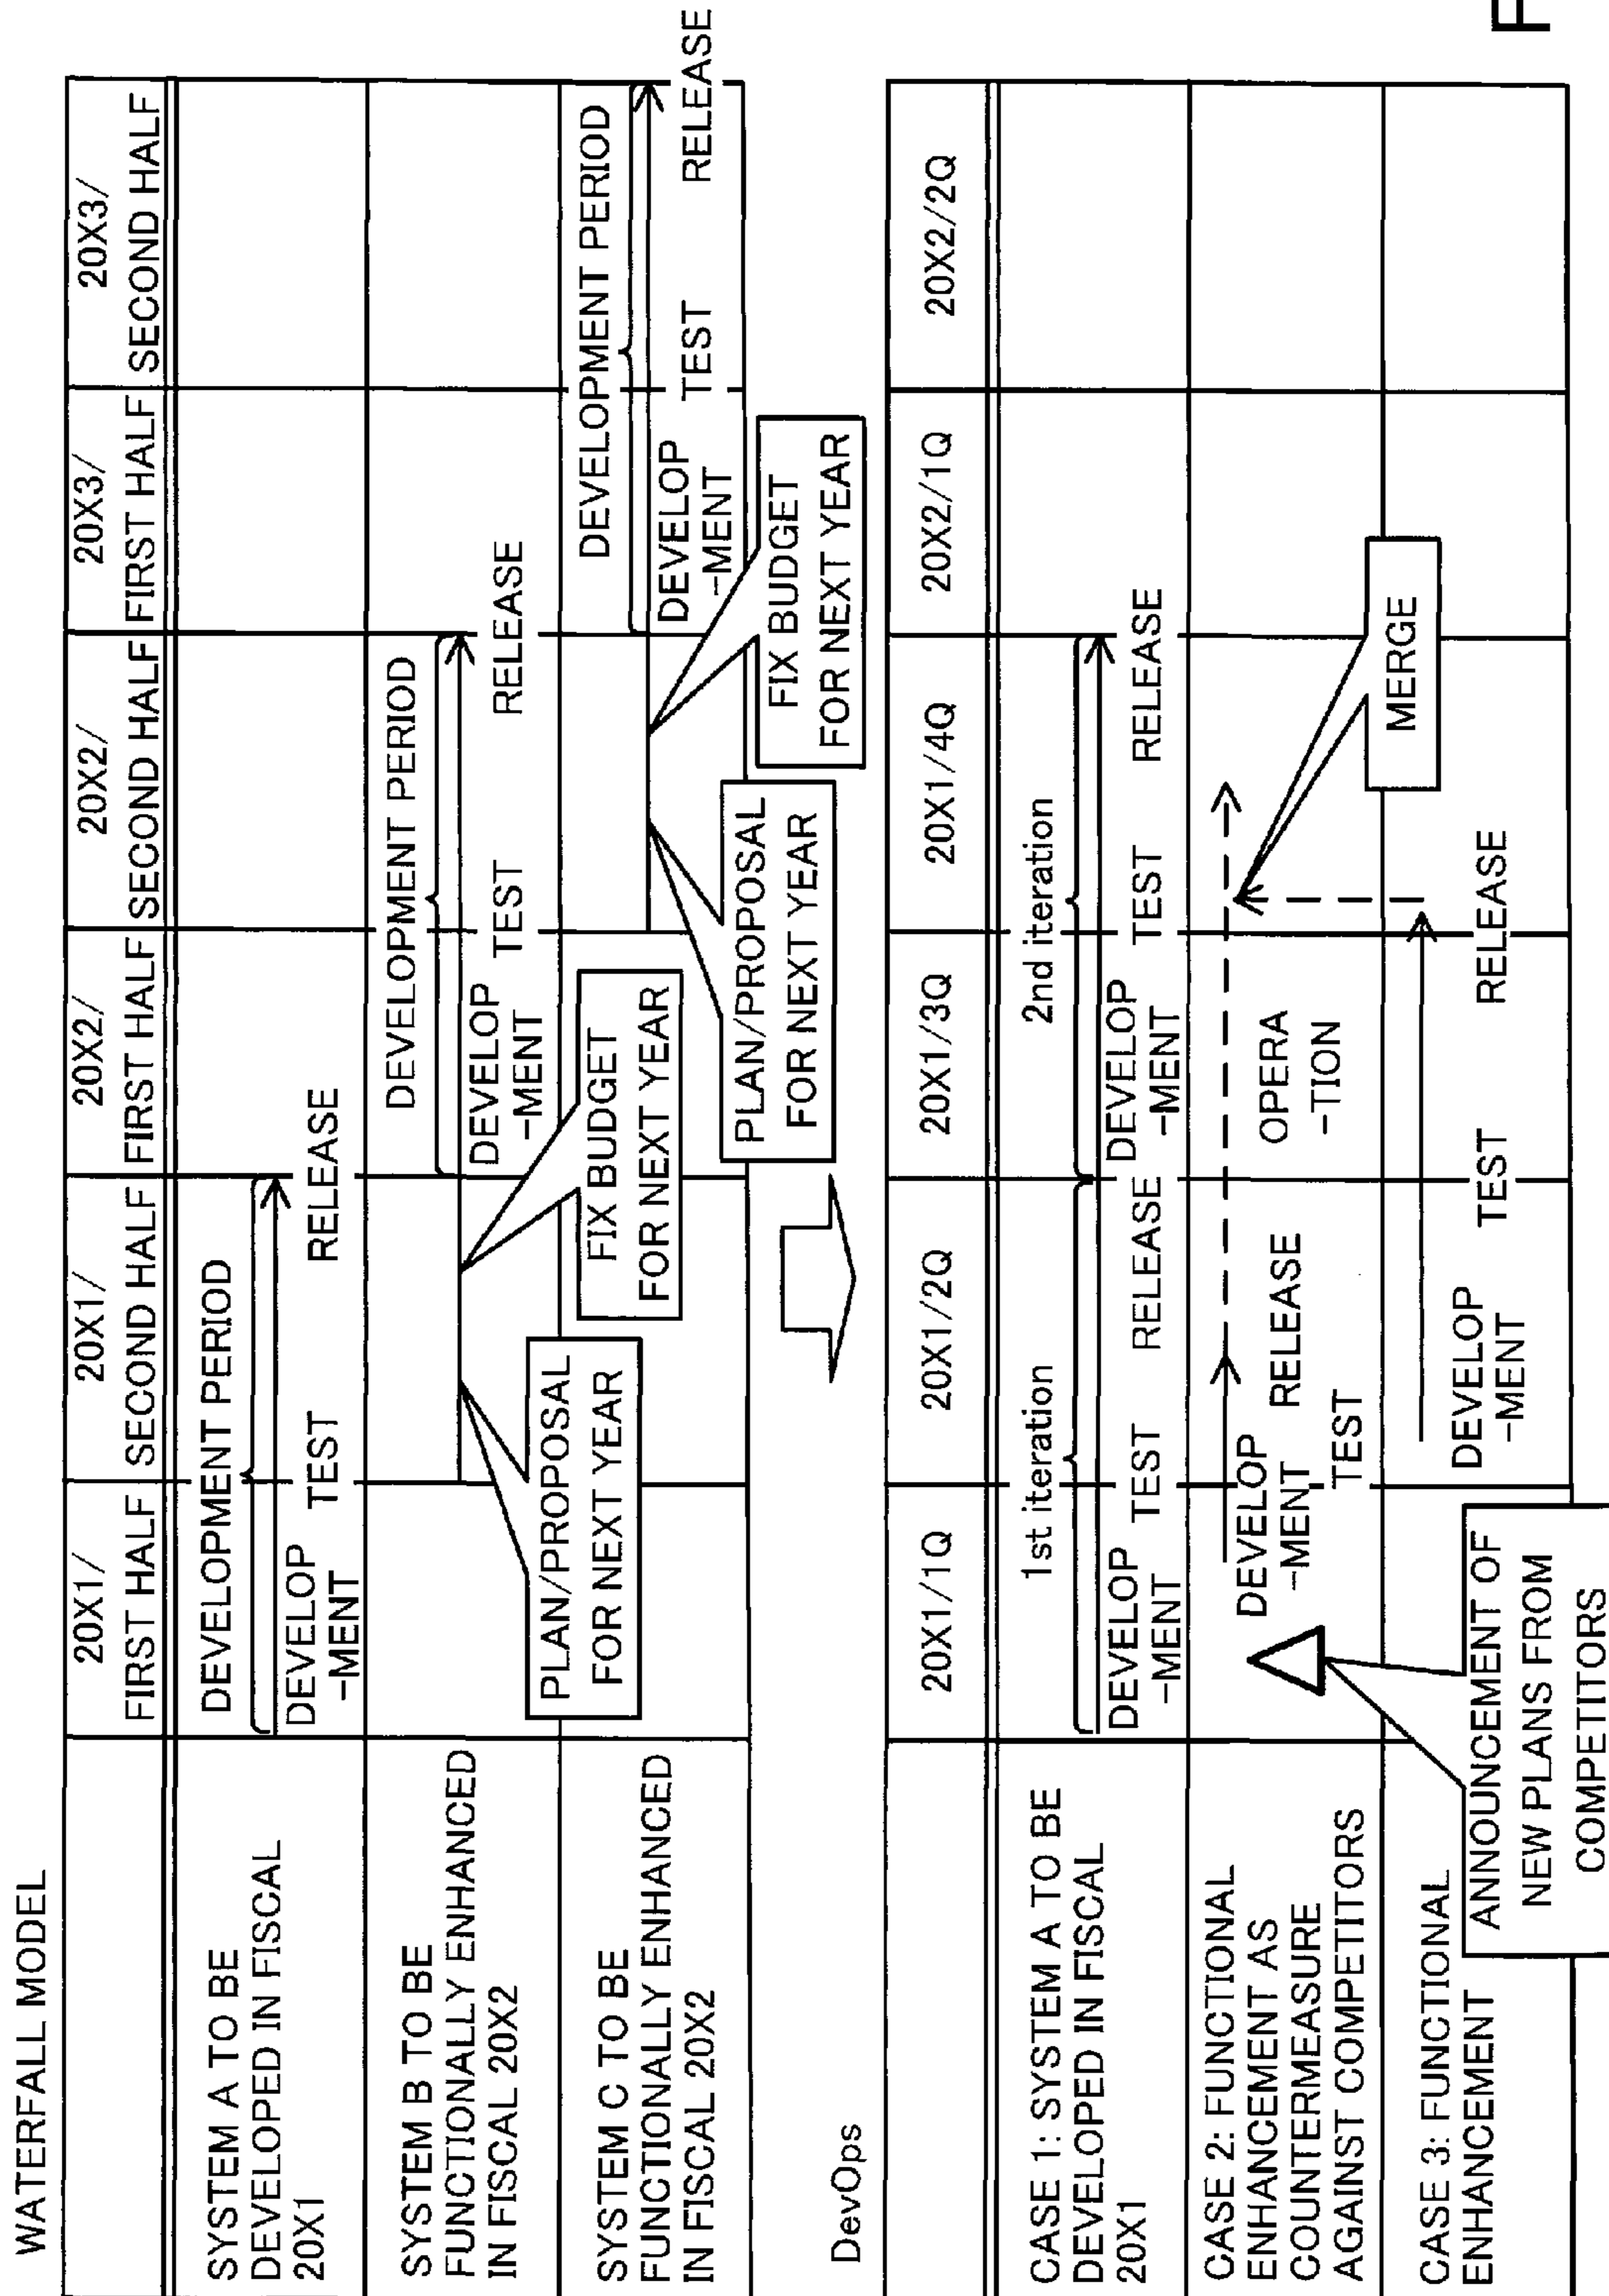 WATERFALL MODEL
20X1/
FIRST HALF
20X1/
SECOND HALF
20X2/
FIRST HALF
20X2/
SECOND HALF
20X3/
FIRST HALF
20X3/
SECOND HALF
SYSTEM A TO BE
DEVELOPED IN FISCAL
20X1
DEVELOPMENT PERIOD
DEVELOP
-MENT
TEST
RELEASE
SYSTEM B TO BE
FUNCTIONALLY ENHANCED
IN FISCAL 20X2
PLAN/PROPOSAL
FOR NEXT YEAR
FIX BUDGET
FOR NEXT YEAR
DEVELOPMENT PERIOD
DEVELOP
-MENT
TEST
RELEASE
SYSTEM C TO BE
FUNCTIONALLY ENHANCED
IN FISCAL 20X2
PLAN/PROPOSAL
FOR NEXT YEAR
FIX BUDGET
FOR NEXT YEAR
DEVELOPMENT PERIOD
DEVELOP
-MENT
TEST
RELEASE
DevOps
20X1/1Q
20X1/2Q
20X1/3Q
20X1/4Q
20X2/1Q
20X2/2Q
CASE 1: SYSTEM A TO BE
DEVELOPED IN FISCAL
20X1
1st iteration
DEVELOP
-MENT
TEST
RELEASE
2nd iteration
DEVELOP
-MENT
TEST
RELEASE
CASE 2: FUNCTIONAL
ENHANCEMENT AS
COUNTERMEASURE
AGAINST COMPETITORS
DEVELOP
-MENT
TEST
RELEASE
OPERA
-TION
MERGE
CASE 3: FUNCTIONAL
ENHANCEMENT
ANNOUNCEMENT OF
NEW PLANS FROM
COMPETITORS
DEVELOP
-MENT
TEST
RELEASE